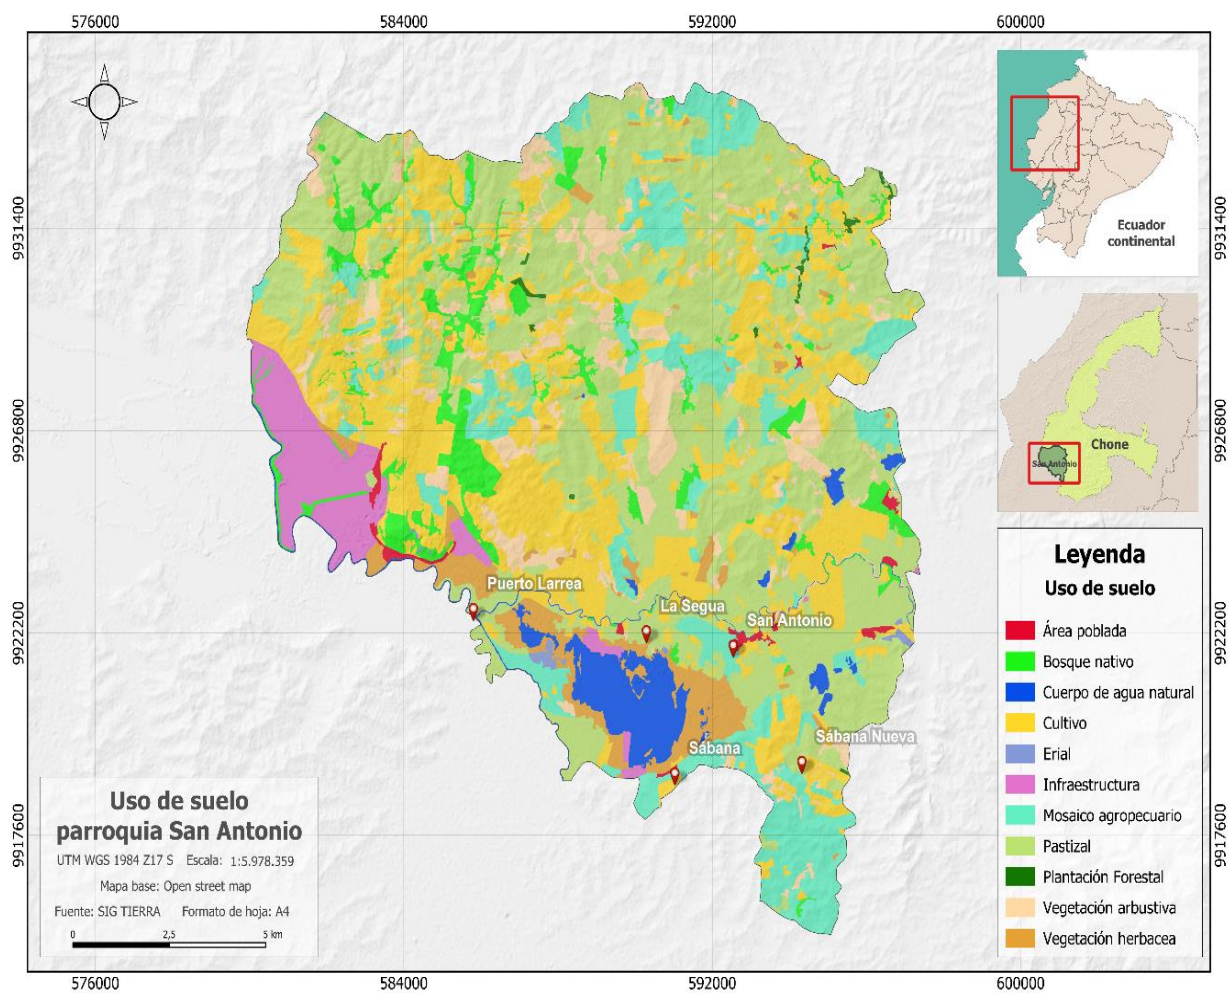 576000
584000
592000
600000
9931400
9926800
9922200
9917600
9931400
9926800
9922200
9917600
Ecuador
continental
Chone
San Antonio
Puerto Larrea
La Segua
San Antonio
Sábana Nueva
Sábana
Leyenda
Uso de suelo
Área poblada
Bosque nativo
Cuerpo de agua natural
Cultivo
Erial
Infraestructura
Mosaico agropecuario
Pastizal
Plantación Forestal
Vegetación arbustiva
Vegetación herbacea
Uso de suelo
parroquia San Antonio
UTM WGS 1984 Z17 S Escala: 1:5.978.359
Mapa base: Open street map
Fuente: SIG TIERRA Formato de hoja: A4
0 2,5 5 km
576000
584000
592000
600000